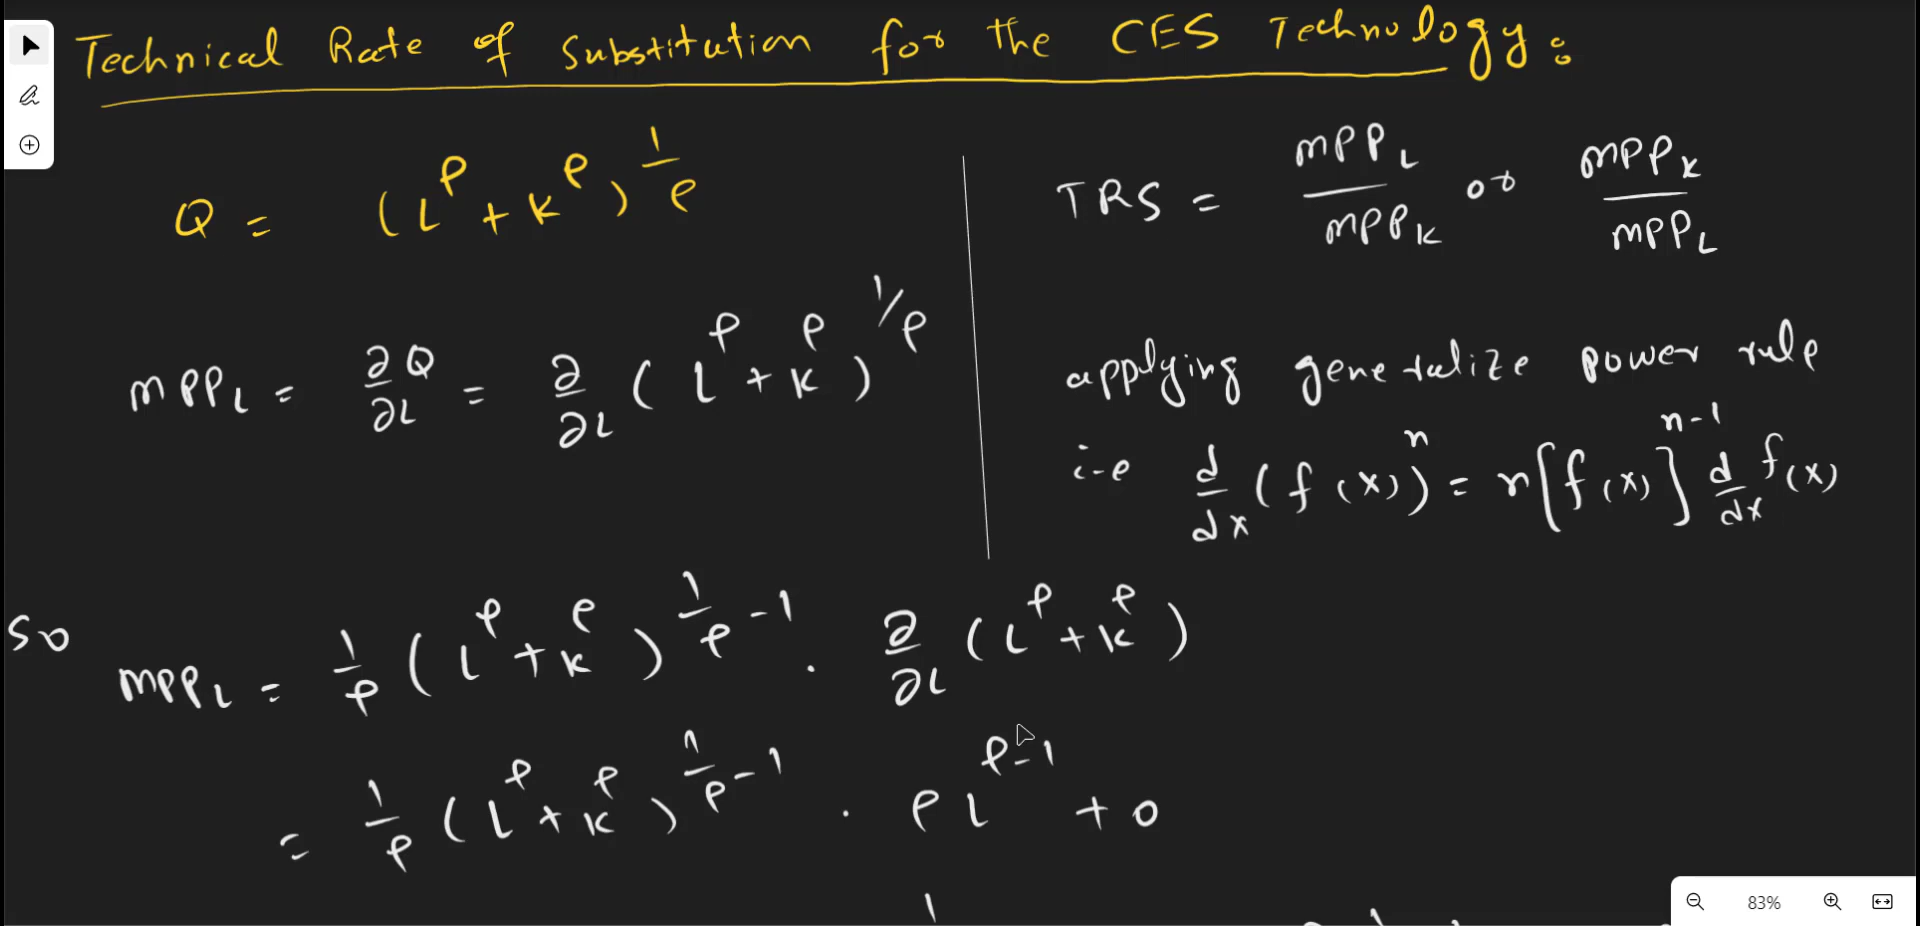 Technical Rate of Substitution for the CES Technology:
Q = (L^ρ + K^ρ)^(1/ρ)
TRS = MPP_L / MPP_K or MPP_K / MPP_L
MPP_L = ∂Q/∂L = ∂/∂L (L^ρ + K^ρ)^(1/ρ)
applying generalize power rule
i-e d/dx (f(x))^n = n[f(x)]^(n-1) d/dx f(x)
So MPP_L = 1/ρ (L^ρ + K^ρ)^(1/ρ - 1) . ∂/∂L (L^ρ + K^ρ)
= 1/ρ (L^ρ + K^ρ)^(1/ρ - 1) . ρ L^(ρ-1) + 0
83%